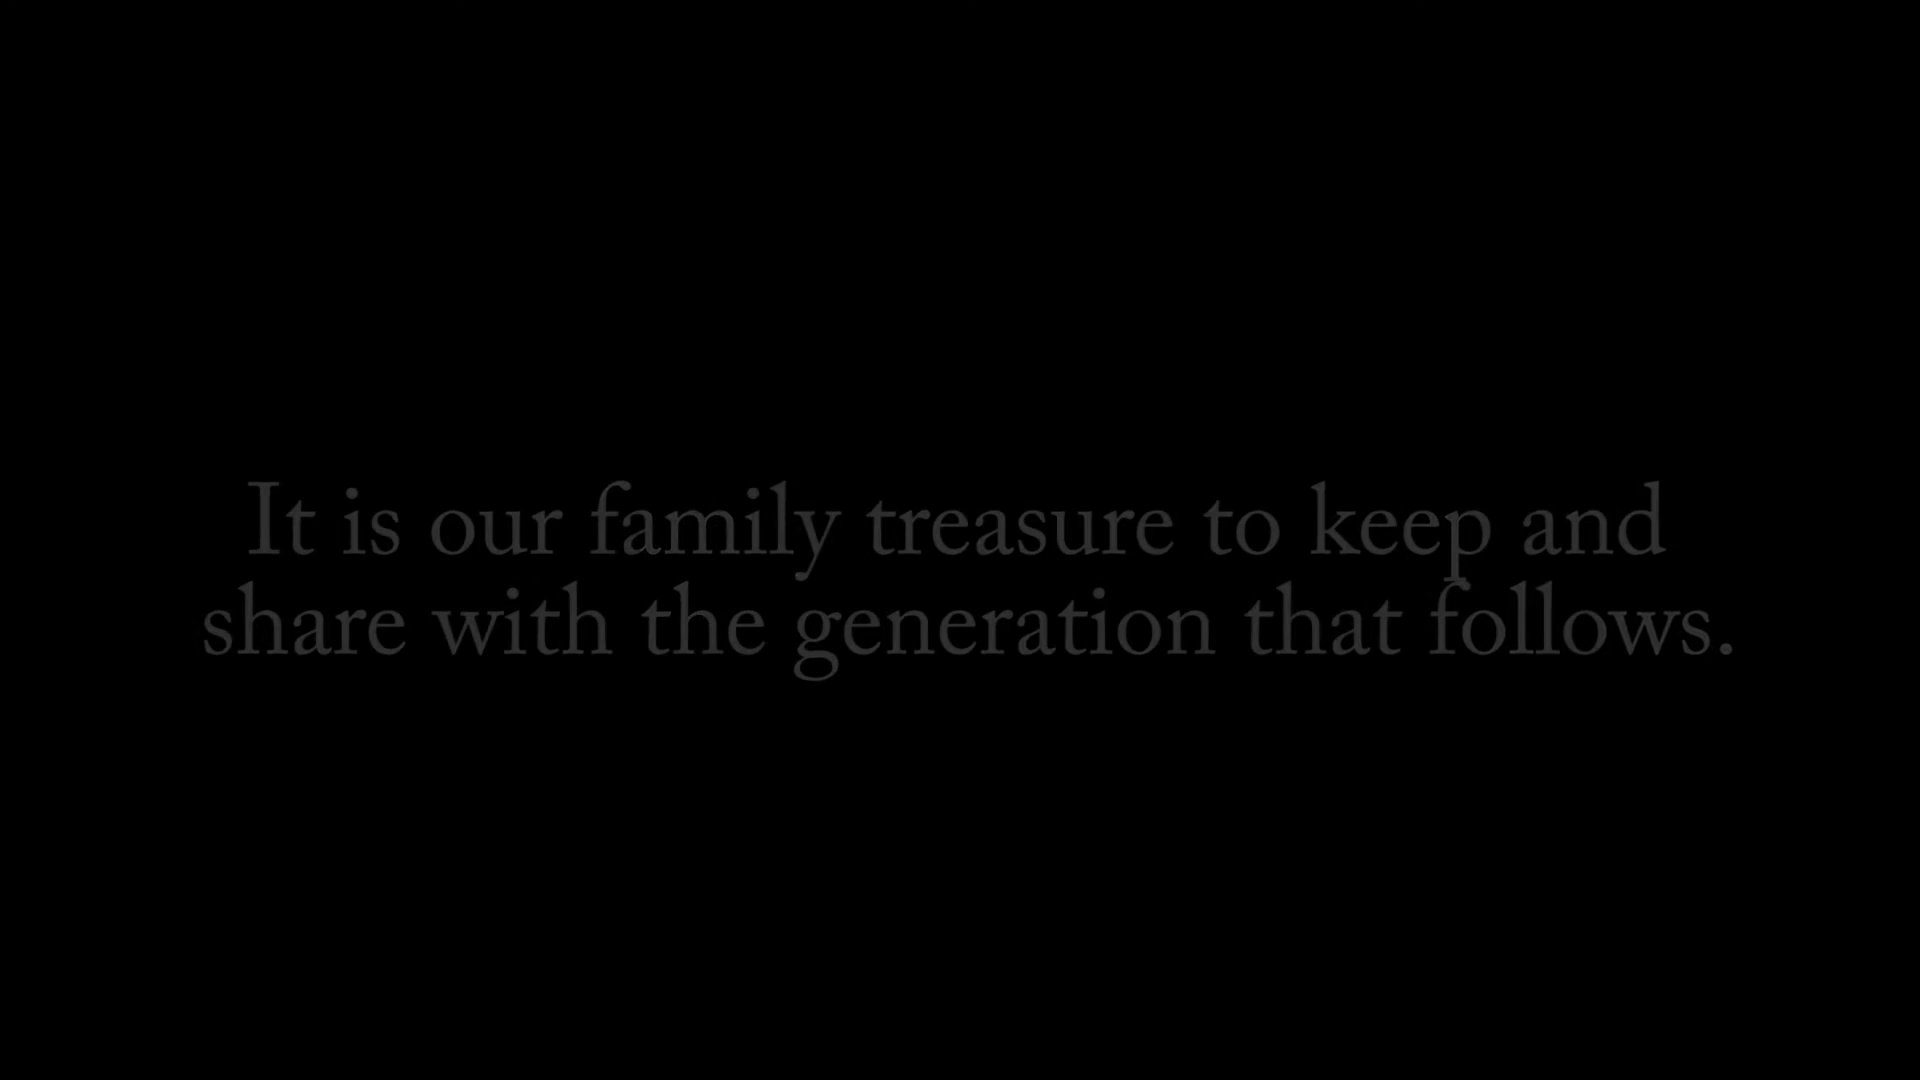 It is our family treasure to keep and
share with the generation that follows.